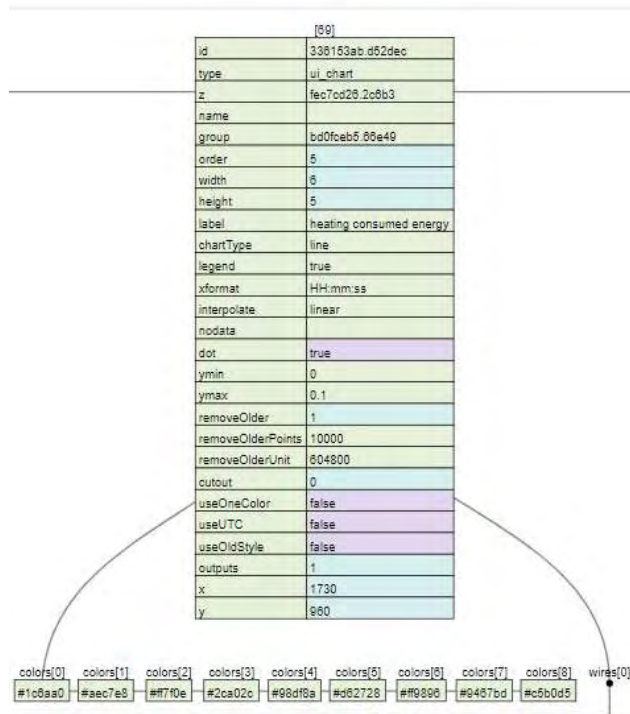 [69]
id 336153ab.d52dec
type ui_chart
z fec7cd26.2c6b3
name
group bd0fceb5.66e49
order 5
width 6
height 5
label heating consumed energy
chartType line
legend true
xformat HH:mm:ss
interpolate linear
nodata
dot true
ymin 0
ymax 0.1
removeOlder 1
removeOlderPoints 10000
removeOlderUnit 604800
cutout 0
useOneColor false
useUTC false
useOldStyle false
outputs 1
x 1730
y 960
colors[0] colors[1] colors[2] colors[3] colors[4] colors[5] colors[6] colors[7] colors[8] wires[0]
#1c6aa0 #aec7e8 #ff7f0e #2ca02c #98df8a #d62728 #ff9896 #9467bd #c5b0d5